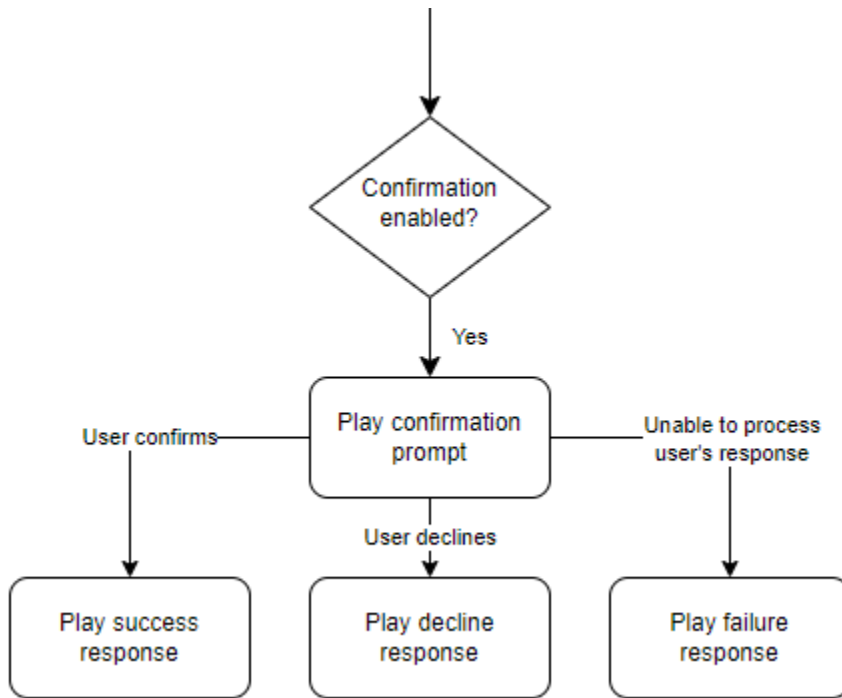 Confirmation
enabled?
Yes
Play confirmation
prompt
User confirms
Unable to process
user's response
User declines
Play success
response
Play decline
response
Play failure
response